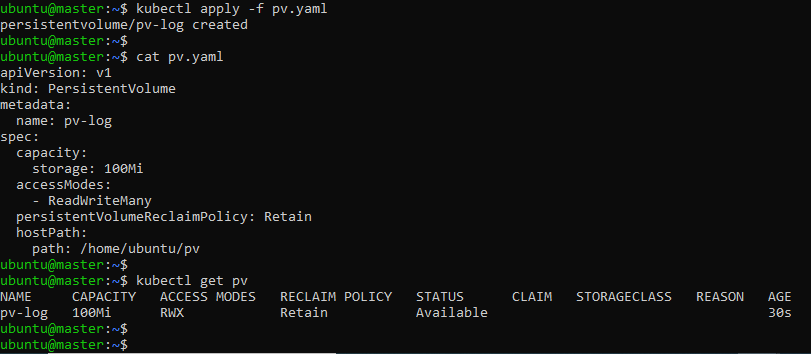 ubuntu@master:~$ kubectl apply -f pv.yaml
persistentvolume/pv-log created
ubuntu@master:~$
ubuntu@master:~$ cat pv.yaml
apiVersion: v1
kind: PersistentVolume
metadata:
  name: pv-log
spec:
  capacity:
    storage: 100Mi
  accessModes:
    - ReadWriteMany
  persistentVolumeReclaimPolicy: Retain
  hostPath:
    path: /home/ubuntu/pv
ubuntu@master:~$
ubuntu@master:~$ kubectl get pv
NAME     CAPACITY   ACCESS MODES   RECLAIM POLICY   STATUS      CLAIM   STORAGECLASS   REASON   AGE
pv-log   100Mi      RWX            Retain           Available                                   30s
ubuntu@master:~$
ubuntu@master:~$